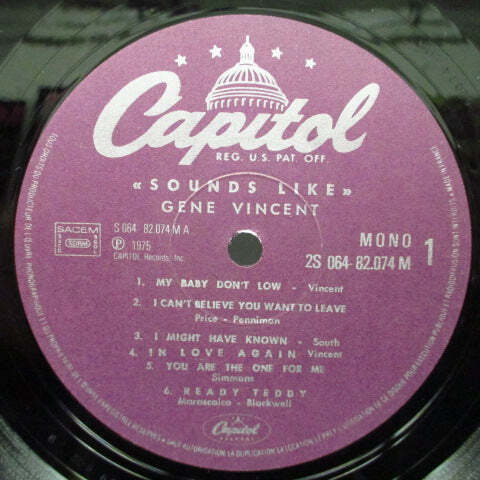 Capitol
REG. U.S. PAT. OFF.
«SOUNDS LIKE»
GENE VINCENT
SACEM
S 064 82.074 M A
Ⓟ 1975
CAPITOL Records, Inc.
MONO
1
2S 064-82.074 M
1. MY BABY DON'T LOW - Vincent
2. I CAN'T BELIEVE YOU WANT TO LEAVE
Price - Penniman
3. I MIGHT HAVE KNOWN - South
4. IN LOVE AGAIN Vincent
5. YOU ARE THE ONE FOR ME
Simmons
6. READY TEDDY
Marascalco - Blackwell
Capitol
RECORDS